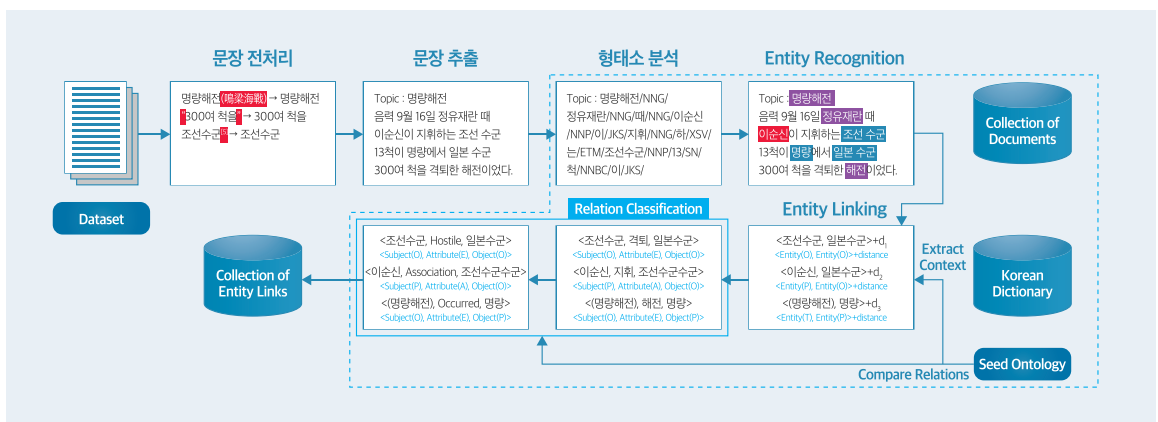 문장 전처리
문장 추출
형태소 분석
Entity Recognition
명량해전(鳴梁海戰) → 명량해전
"300여 척을" → 300여 척을
조선수군[5] → 조선수군
Topic : 명량해전
음력 9월 16일 정유재란 때
이순신이 지휘하는 조선 수군
13척이 명량에서 일본 수군
300여 척을 격퇴한 해전이었다.
Topic : 명량해전/NNG/
정유재란/NNG/때/NNG/이순신
/NNP/이/JKS/지휘/NNG/하/XSV/
는/ETM/조선수군/NNP/13/SN/
척/NNBC/이/JKS/
Topic : 명량해전
음력 9월 16일 정유재란 때
이순신이 지휘하는 조선 수군
13척이 명량에서 일본 수군
300여 척을 격퇴한 해전이었다.
Collection of
Documents
Dataset
Relation Classification
Entity Linking
Collection of
Entity Links
<조선수군, Hostile, 일본수군>
<Subject(O), Attribute(E), Object(O)>
<이순신, Association, 조선수군수군>
<Subject(P), Attribute(A), Object(O)>
<(명량해전), Occurred, 명량>
<Subject(O), Attribute(E), Object(P)>
<조선수군, 격퇴, 일본수군>
<Subject(O), Attribute(E), Object(O)>
<이순신, 지휘, 조선수군수군>
<Subject(P), Attribute(A), Object(O)>
<(명량해전), 해전, 명량>
<Subject(O), Attribute(E), Object(P)>
<조선수군, 일본수군>+d1
<Entity(O), Entity(O)>+distance
<이순신, 일본수군>+d2
<Entity(P), Entity(O)>+distance
<(명량해전), 명량>+d3
<Entity(T), Entity(P)>+distance
Extract
Context
Korean
Dictionary
Seed Ontology
Compare Relations